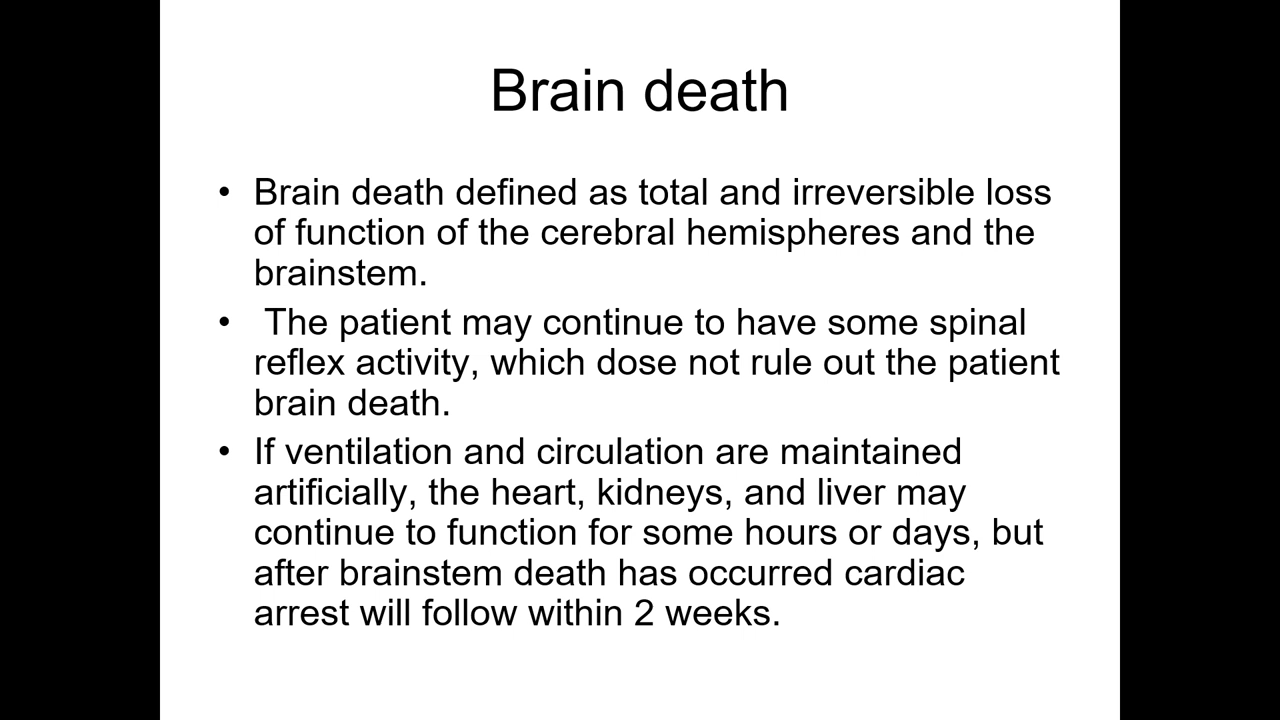 Brain death
• Brain death defined as total and irreversible loss
of function of the cerebral hemispheres and the
brainstem.
• The patient may continue to have some spinal
reflex activity, which dose not rule out the patient
brain death.
• If ventilation and circulation are maintained
artificially, the heart, kidneys, and liver may
continue to function for some hours or days, but
after brainstem death has occurred cardiac
arrest will follow within 2 weeks.